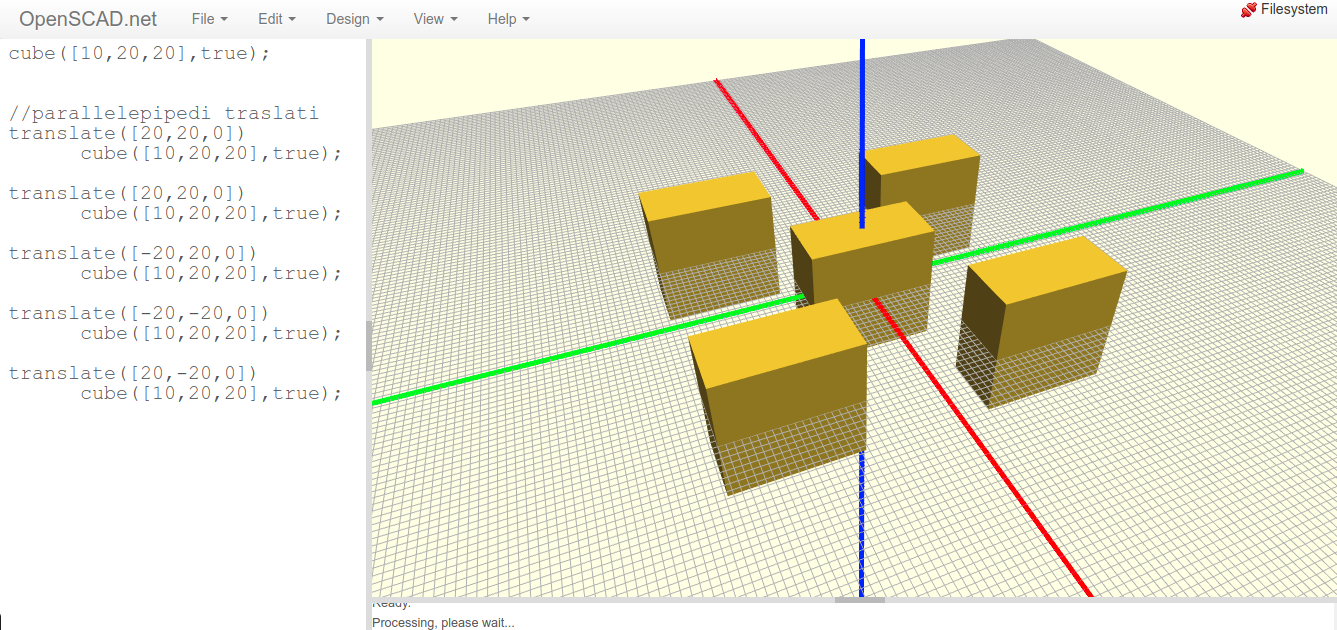 OpenSCAD.net File Edit Design View Help Filesystem
cube([10,20,20],true);
//parallelepipedi traslati
translate([20,20,0])
cube([10,20,20],true);
translate([20,20,0])
cube([10,20,20],true);
translate([-20,20,0])
cube([10,20,20],true);
translate([-20,-20,0])
cube([10,20,20],true);
translate([20,-20,0])
cube([10,20,20],true);
Ready.
Processing, please wait...